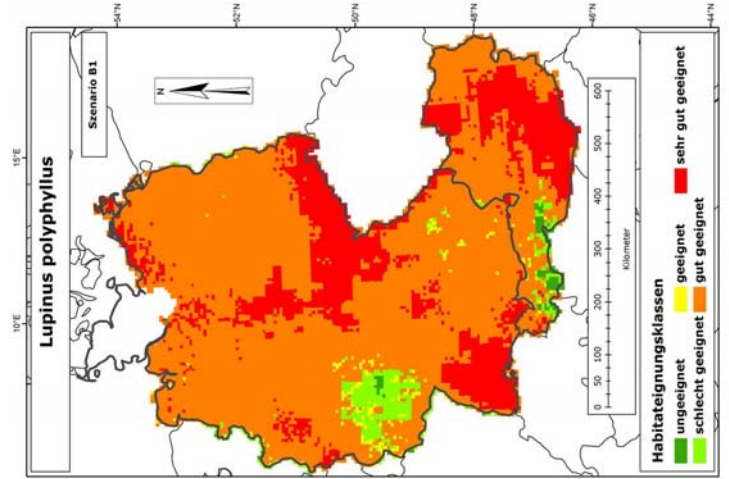 Lupinus polyphyllus
Szenario B1
N
10°E
15°E
54°N
52°N
50°N
48°N
46°N
44°N
0 50 100 200 300 400 500 600
Kilometer
Habitateignungsklassen
ungeeignet
geeignet
sehr gut geeignet
schlecht geeignet
gut geeignet